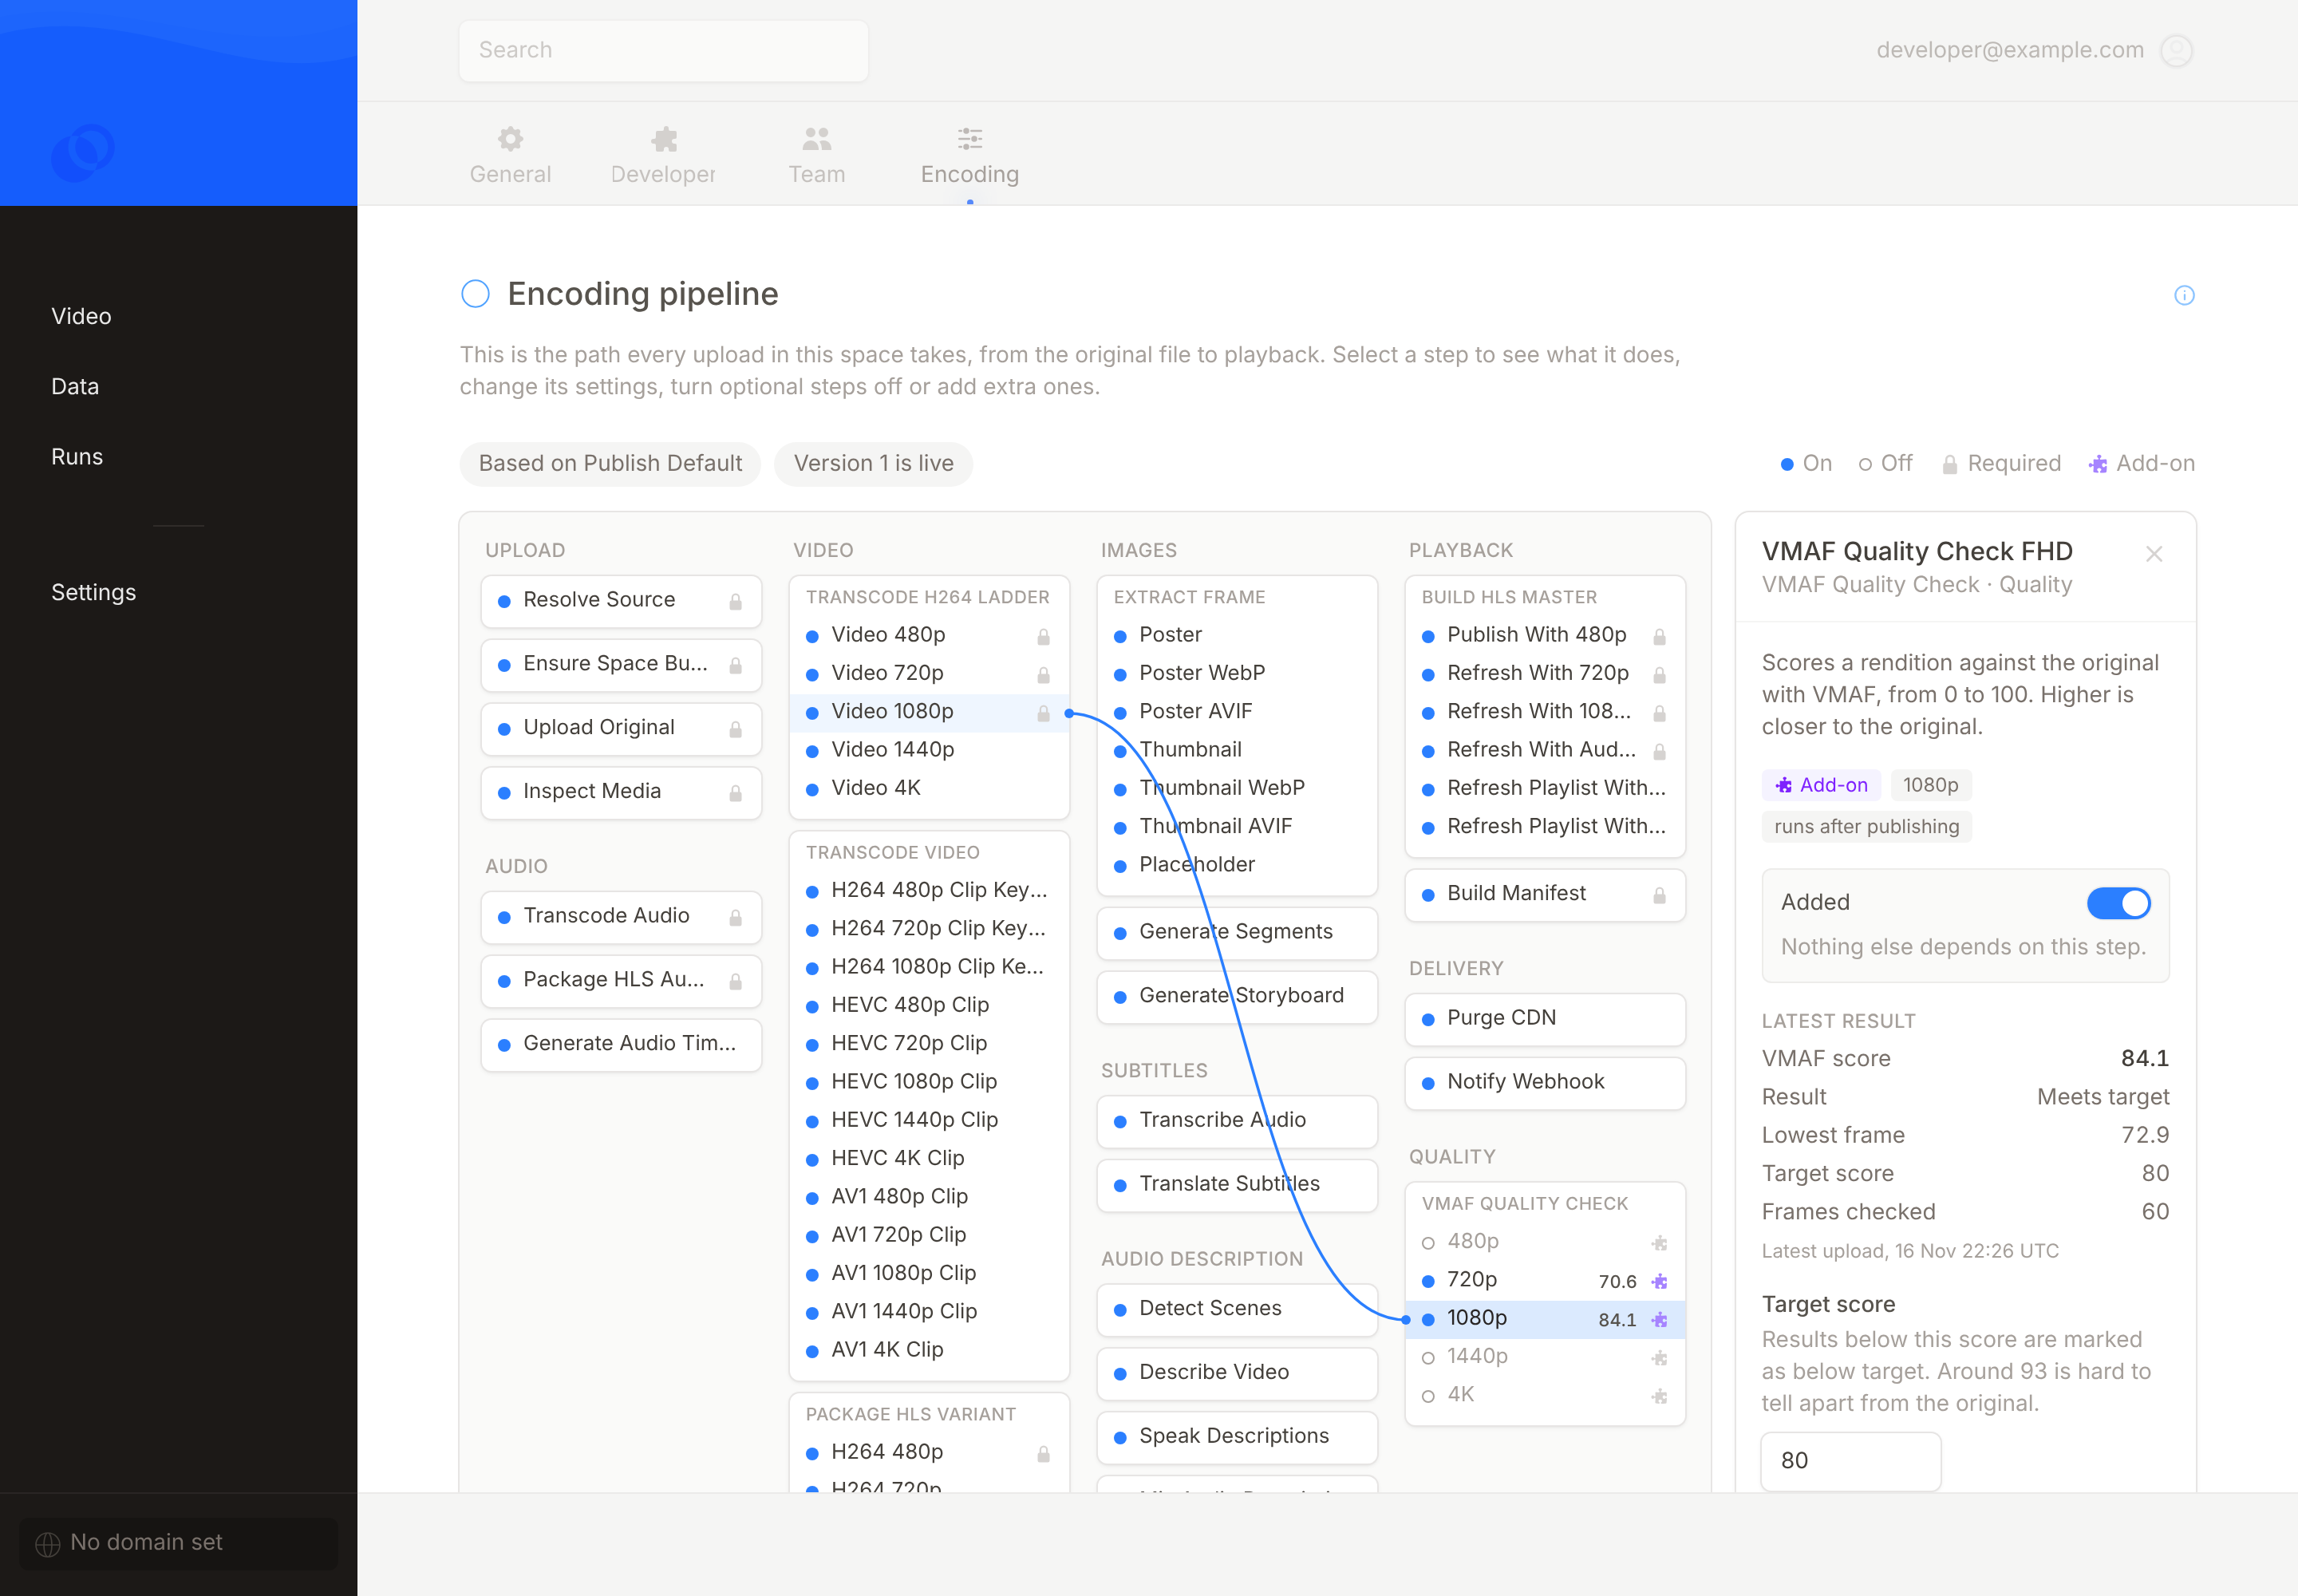 Search
developer@example.com
General
Developer
Team
Encoding
Video
Data
Runs
Settings
No domain set
Encoding pipeline
This is the path every upload in this space takes, from the original file to playback. Select a step to see what it does,
change its settings, turn optional steps off or add extra ones.
Based on Publish Default
Version 1 is live
On
Off
Required
Add-on
UPLOAD
Resolve Source
Ensure Space Bu...
Upload Original
Inspect Media
AUDIO
Transcode Audio
Package HLS Au...
Generate Audio Tim...
VIDEO
TRANSCODE H264 LADDER
Video 480p
Video 720p
Video 1080p
Video 1440p
Video 4K
TRANSCODE VIDEO
H264 480p Clip Key...
H264 720p Clip Key...
H264 1080p Clip Ke...
HEVC 480p Clip
HEVC 720p Clip
HEVC 1080p Clip
HEVC 1440p Clip
HEVC 4K Clip
AV1 480p Clip
AV1 720p Clip
AV1 1080p Clip
AV1 1440p Clip
AV1 4K Clip
PACKAGE HLS VARIANT
H264 480p
H264 720p
IMAGES
EXTRACT FRAME
Poster
Poster WebP
Poster AVIF
Thumbnail
Thumbnail WebP
Thumbnail AVIF
Placeholder
Generate Segments
Generate Storyboard
SUBTITLES
Transcribe Audio
Translate Subtitles
AUDIO DESCRIPTION
Detect Scenes
Describe Video
Speak Descriptions
PLAYBACK
BUILD HLS MASTER
Publish With 480p
Refresh With 720p
Refresh With 108...
Refresh With Aud...
Refresh Playlist With...
Refresh Playlist With...
Build Manifest
DELIVERY
Purge CDN
Notify Webhook
QUALITY
VMAF QUALITY CHECK
480p
720p 70.6
1080p 84.1
1440p
4K
VMAF Quality Check FHD
VMAF Quality Check · Quality
Scores a rendition against the original
with VMAF, from 0 to 100. Higher is
closer to the original.
Add-on
1080p
runs after publishing
Added
Nothing else depends on this step.
LATEST RESULT
VMAF score 84.1
Result Meets target
Lowest frame 72.9
Target score 80
Frames checked 60
Latest upload, 16 Nov 22:26 UTC
Target score
Results below this score are marked
as below target. Around 93 is hard to
tell apart from the original.
80